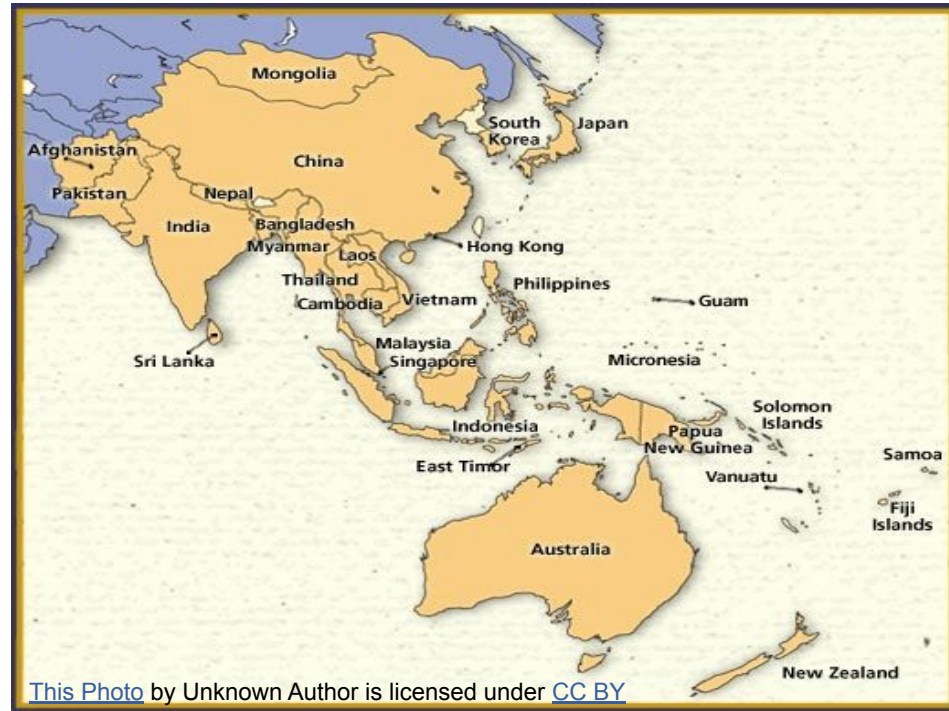 Mongolia
South
Korea
Japan
Afghanistan
China
Pakistan
Nepal
India
Bangladesh
Myanmar
Laos
Hong Kong
Thailand
Philippines
Cambodia
Vietnam
Guam
Malaysia
Singapore
Sri Lanka
Micronesia
Solomon
Islands
Indonesia
Papua
New Guinea
East Timor
Samoa
Vanuatu
Fiji
Islands
Australia
New Zealand
This Photo by Unknown Author is licensed under CC BY